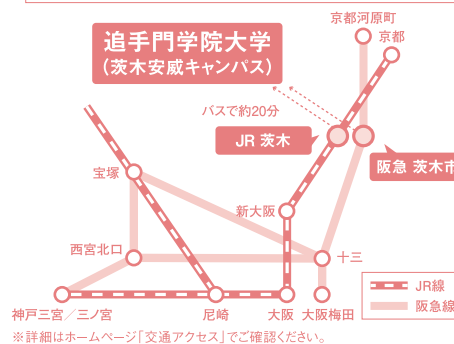 京都河原町
京都
追手門学院大学
(茨木安威キャンパス)
バスで約20分
JR 茨木
阪急 茨木市
宝塚
新大阪
西宮北口
十三
JR線
阪急線
神戸三宮／三ノ宮
尼崎
大阪
大阪梅田
※詳細はホームページ「交通アクセス」でご確認ください。